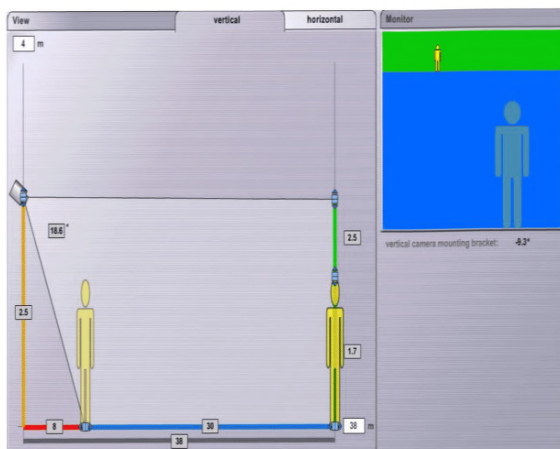 View vertical horizontal Monitor
4 m
18.6 °
2.5
vertical camera mounting bracket: -9.3°
2.5
1.7
8 30 38 m
38